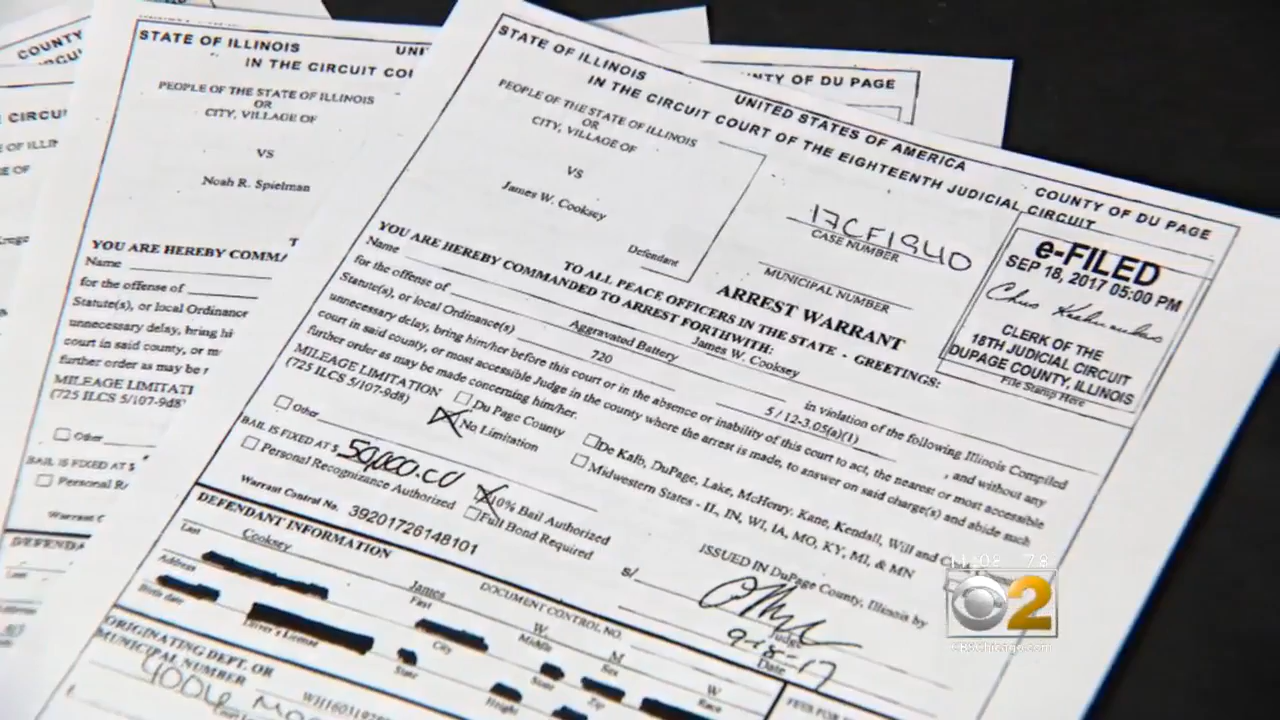 COUNTY
CIRCU
STATE OF ILLINOIS
IN THE CIRCUIT COU
PEOPLE OF THE STATE OF ILLINOIS
OR
CITY, VILLAGE OF
VS
Noah R. Spielman
YOU ARE HEREBY COMMA
Name
for the offense of
Statute(s), or local Ordinance
unnecessary delay, bring hi
court in said county, or m
further order as may be
MILEAGE LIMITATI
(725 ILCS 5/107-9d8)
Other
BAIL IS FIXED AT $
Personal R
Warrant C
DEFENDA
NTY OF DU PAGE
STATE OF ILLINOIS
UNITED STATES OF AMERICA
COUNTY OF DU PAGE
IN THE CIRCUIT COURT OF THE EIGHTEENTH JUDICIAL CIRCUIT
PEOPLE OF THE STATE OF ILLINOIS
OR
CITY, VILLAGE OF
VS
James W. Cooksey
Defendant
17CF1940
CASE NUMBER
MUNICIPAL NUMBER
e-FILED
SEP 18, 2017 05:00 PM
CLERK OF THE
18TH JUDICIAL CIRCUIT
DUPAGE COUNTY, ILLINOIS
File Stamp Here
ARREST WARRANT
TO ALL PEACE OFFICERS IN THE STATE - GREETINGS:
YOU ARE HEREBY COMMANDED TO ARREST FORTHWITH:
Name James W. Cooksey
for the offense of Aggravated Battery in violation of the following Illinois Compiled
Statute(s), or local Ordinance(s) 720 5 / 12-3.05(a)(1) , and without any
unnecessary delay, bring him/her before this court or in the absence or inability of this court to act, the nearest or most accessible
court in said county, or most accessible Judge in the county where the arrest is made, to answer on said charge(s) and abide such
further order as may be made concerning him/her.
MILEAGE LIMITATION
(725 ILCS 5/107-9d8)
Du Page County
De Kalb, DuPage, Lake, McHenry, Kane, Kendall, Will and
No Limitation
Midwestern States - IL, IN, WI, IA, MO, KY, MI, & MN
Other
BAIL IS FIXED AT $ 50,000.00
10% Bail Authorized
Personal Recognizance Authorized
Full Bond Required
Warrant Control No. 39201726148101
ISSUED IN DuPage County, Illinois by
s/
Judge
9-18-17
Date
DEFENDANT INFORMATION
DOCUMENT CONTROL NO.
Cooksey James W. M W
Last First Middle Sex Race
Address City State Zip
Birth date Driver's License State Height
ORIGINATING DEPT. OR
MUNICIPAL NUMBER
11:08 78
2
CBSChicago.com